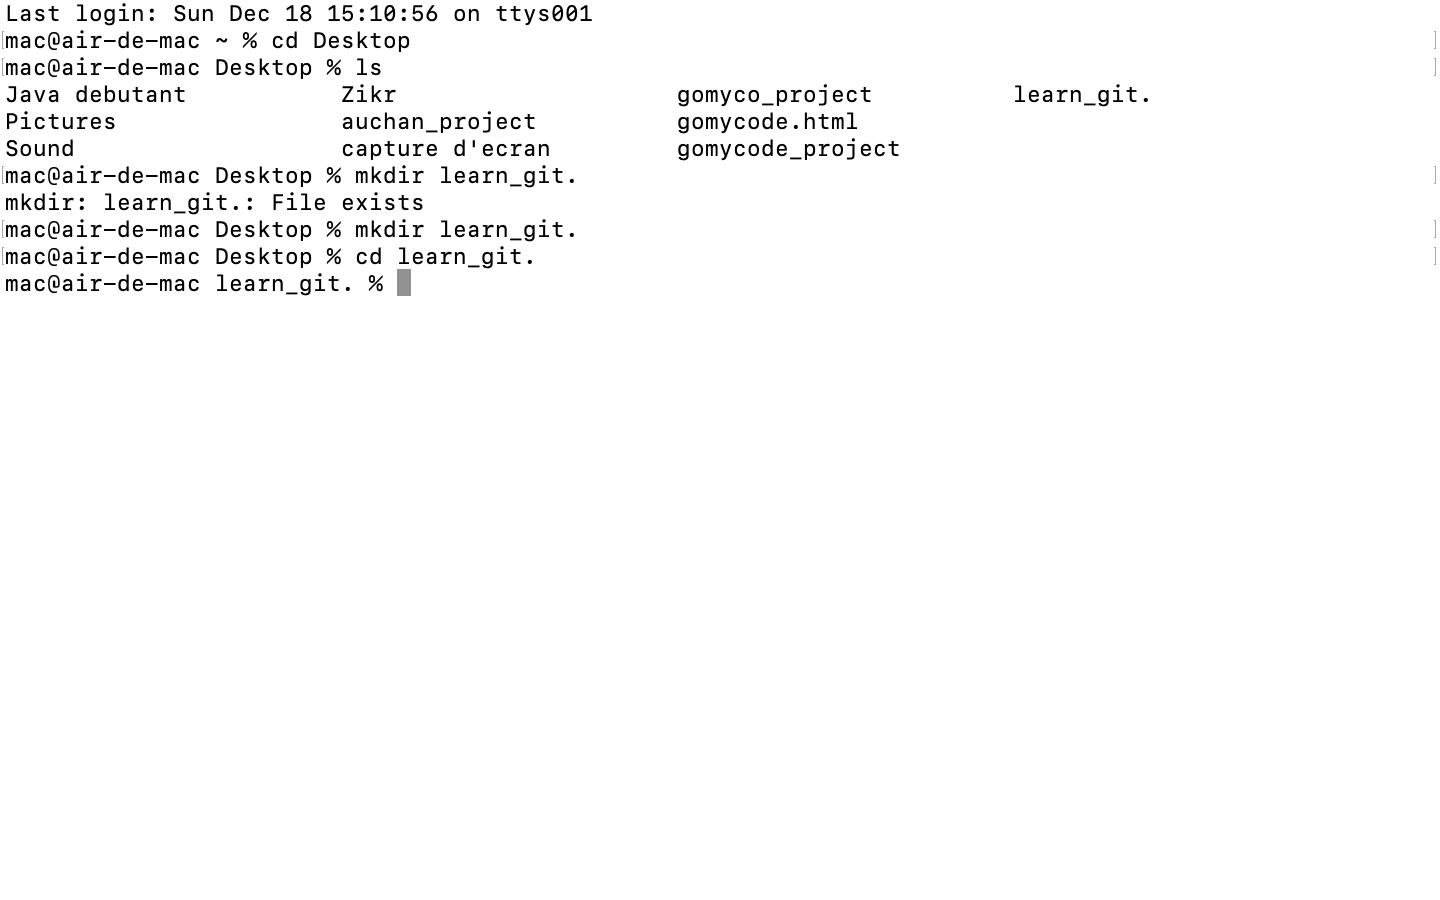 Last login: Sun Dec 18 15:10:56 on ttys001
[mac@air-de-mac ~ % cd Desktop ]
[mac@air-de-mac Desktop % ls ]
Java debutant Zikr gomyco_project learn_git.
Pictures auchan_project gomycode.html
Sound capture d'ecran gomycode_project
[mac@air-de-mac Desktop % mkdir learn_git. ]
mkdir: learn_git.: File exists
[mac@air-de-mac Desktop % mkdir learn_git. ]
[mac@air-de-mac Desktop % cd learn_git. ]
mac@air-de-mac learn_git. %